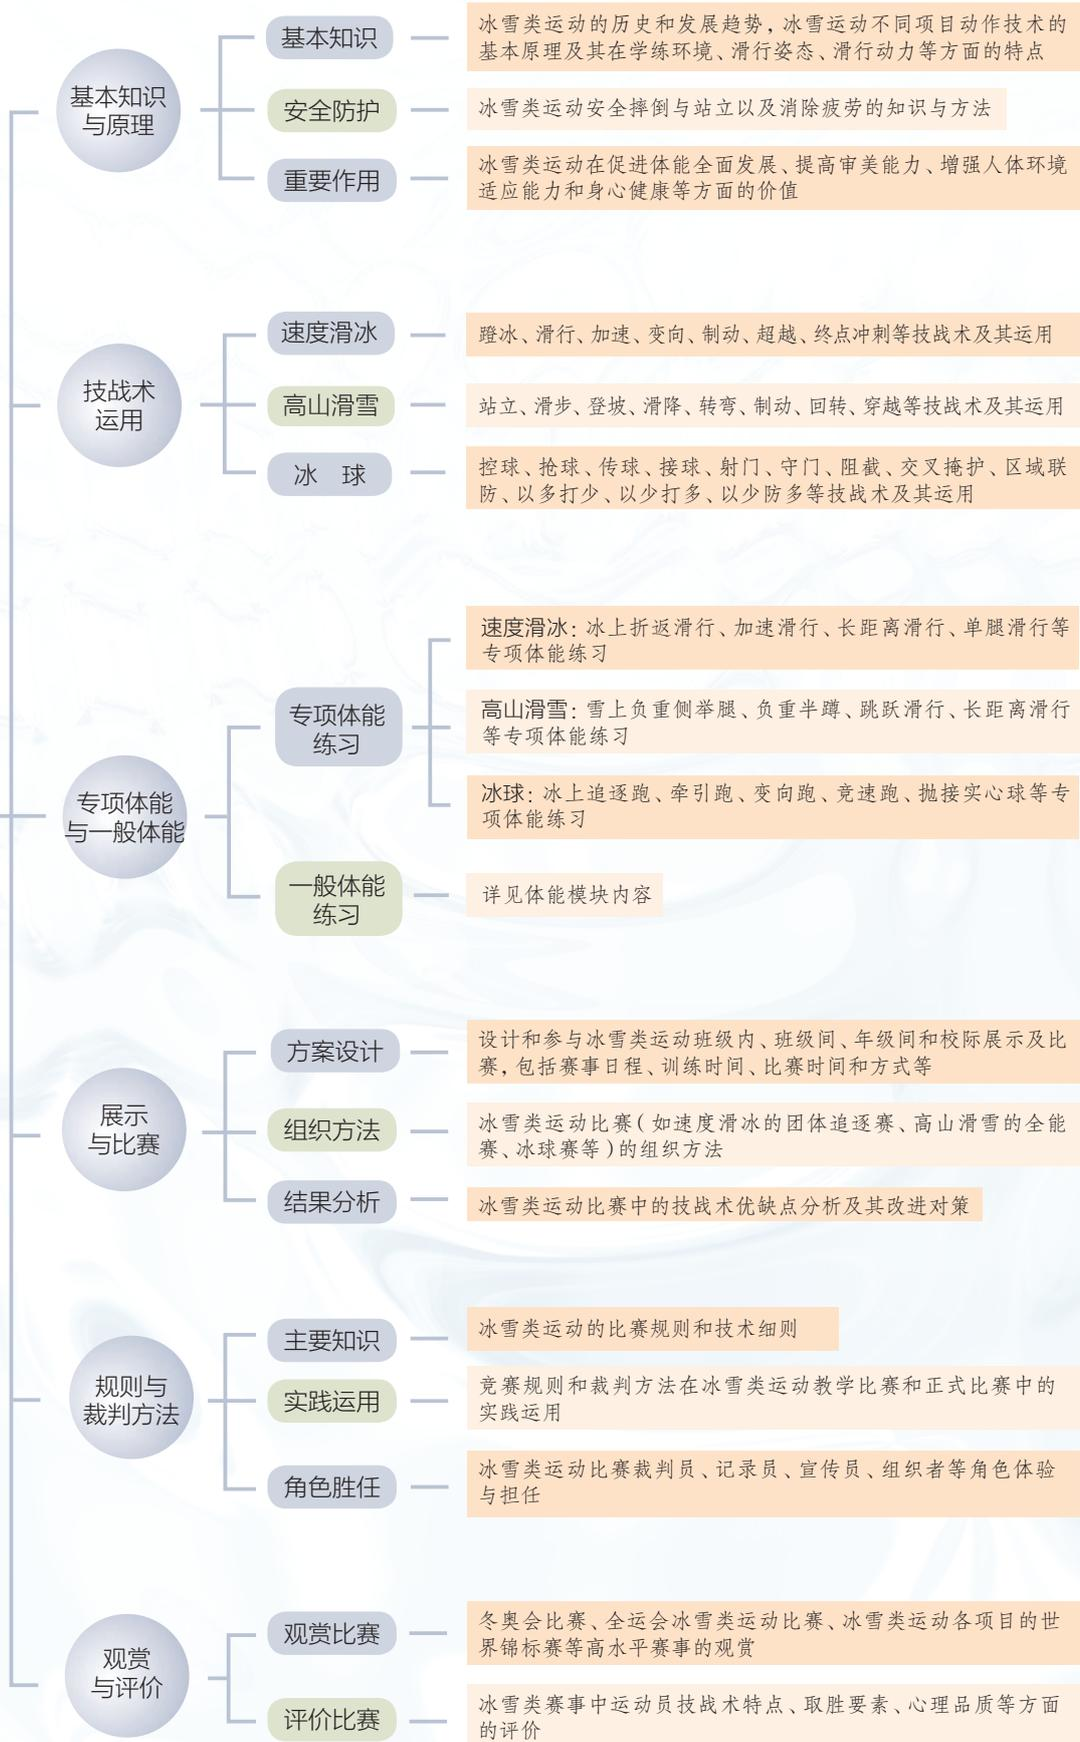 基本知识
与原理
基本知识
冰雪类运动的历史和发展趋势，冰雪运动不同项目动作技术的
基本原理及其在学练环境、滑行姿态、滑行动力等方面的特点
安全防护
冰雪类运动安全摔倒与站立以及消除疲劳的知识与方法
重要作用
冰雪类运动在促进体能全面发展、提高审美能力、增强人体环境
适应能力和身心健康等方面的价值
技战术
运用
速度滑冰
蹬冰、滑行、加速、变向、制动、超越、终点冲刺等技战术及其运用
高山滑雪
站立、滑步、登坡、滑降、转弯、制动、回转、穿越等技战术及其运用
冰 球
控球、抢球、传球、接球、射门、守门、阻截、交叉掩护、区域联
防、以多打少、以少打多、以少防多等技战术及其运用
专项体能
与一般体能
专项体能
练习
速度滑冰：冰上折返滑行、加速滑行、长距离滑行、单腿滑行等
专项体能练习
高山滑雪：雪上负重侧举腿、负重半蹲、跳跃滑行、长距离滑行
等专项体能练习
冰球：冰上追逐跑、牵引跑、变向跑、竞速跑、抛接实心球等专
项体能练习
一般体能
练习
详见体能模块内容
展示
与比赛
方案设计
设计和参与冰雪类运动班级内、班级间、年级间和校际展示及比
赛，包括赛事日程、训练时间、比赛时间和方式等
组织方法
冰雪类运动比赛（如速度滑冰的团体追逐赛、高山滑雪的全能
赛、冰球赛等）的组织方法
结果分析
冰雪类运动比赛中的技战术优缺点分析及其改进对策
规则与
裁判方法
主要知识
冰雪类运动的比赛规则和技术细则
实践运用
竞赛规则和裁判方法在冰雪类运动教学比赛和正式比赛中的
实践运用
角色胜任
冰雪类运动比赛裁判员、记录员、宣传员、组织者等角色体验
与担任
观赏
与评价
观赏比赛
冬奥会比赛、全运会冰雪类运动比赛、冰雪类运动各项目的世
界锦标赛等高水平赛事的观赏
评价比赛
冰雪类赛事中运动员技战术特点、取胜要素、心理品质等方面
的评价